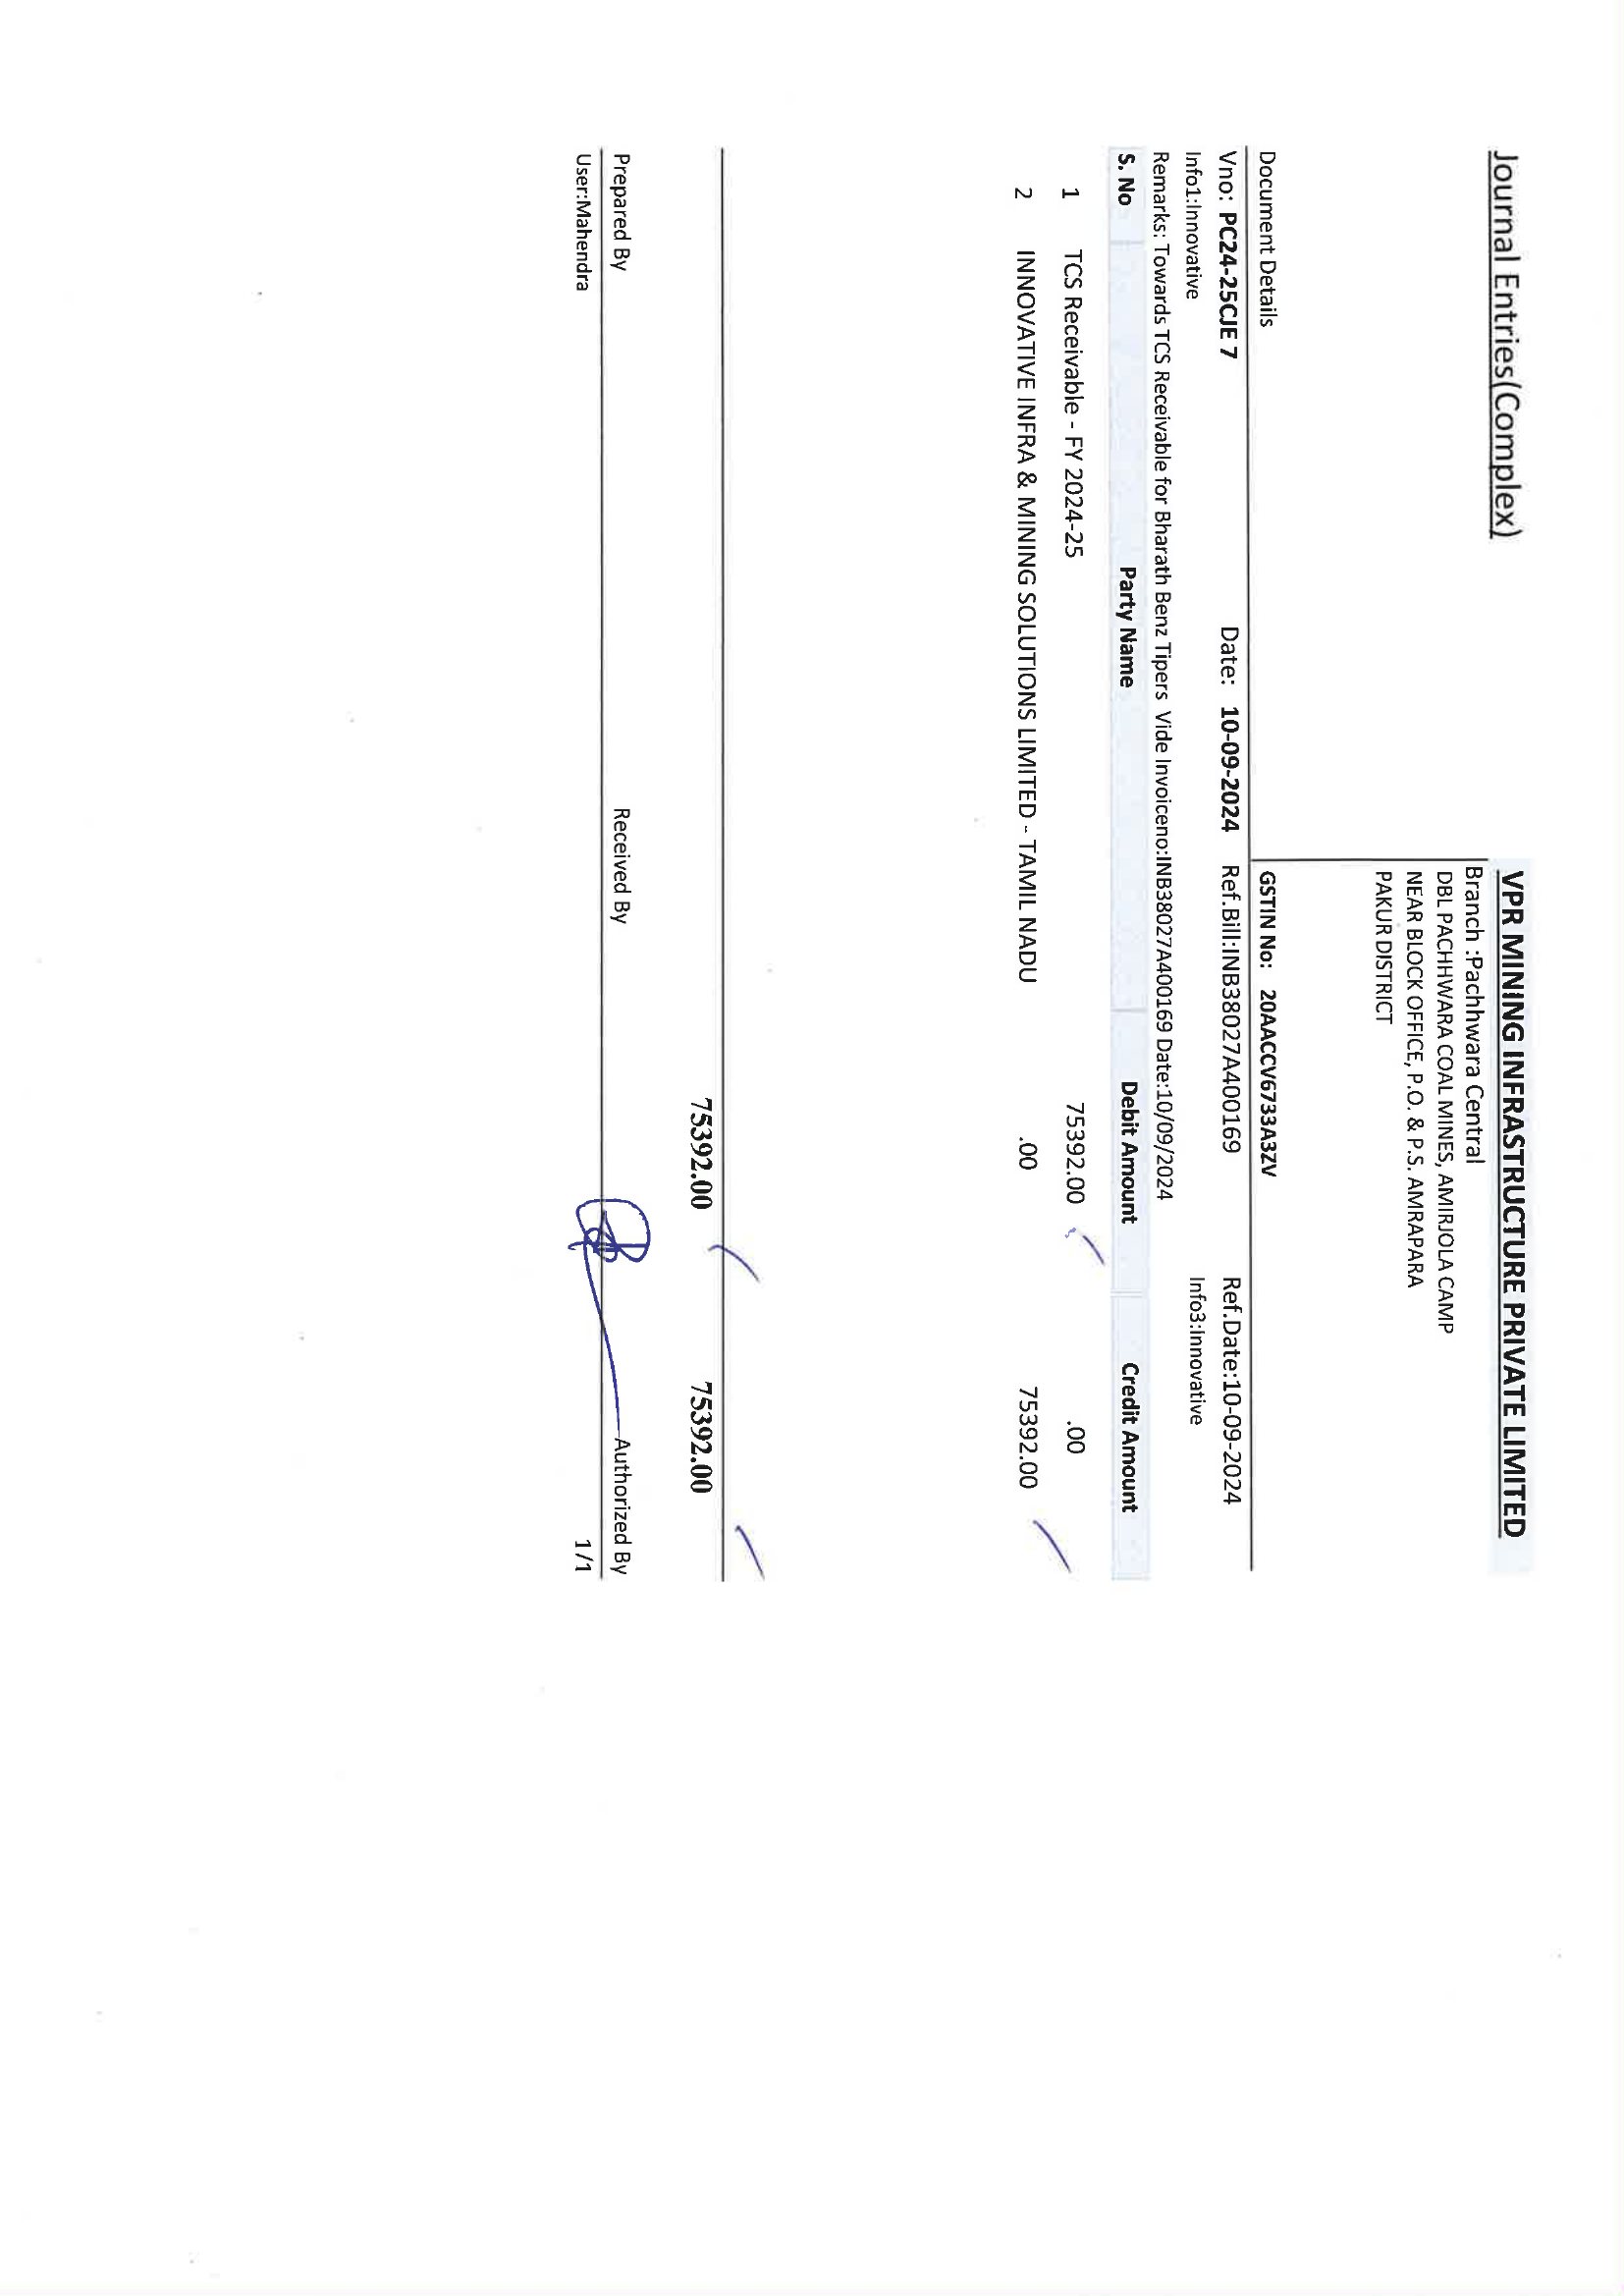 Journal Entries(Complex)
VPR MINING INFRASTRUCTURE PRIVATE LIMITED
Branch :Pachhwara Central
DBL PACHHWARA COAL MINES, AMIRJOLA CAMP
NEAR BLOCK OFFICE, P.O. & P.S. AMRAPARA
PAKUR DISTRICT
Document Details
GSTIN No: 20AACCV6733A3ZV
Vno: PC24-25CJE 7 Date: 10-09-2024 Ref.Bill:INB38027A400169 Ref.Date:10-09-2024
Info1:Innovative Info3:Innovative
Remarks: Towards TCS Receivable for Bharath Benz Tipers Vide Invoiceno:INB38027A400169 Date:10/09/2024
S. No Party Name Debit Amount Credit Amount
1 TCS Receivable - FY 2024-25 75392.00 .00
2 INNOVATIVE INFRA & MINING SOLUTIONS LIMITED - TAMIL NADU .00 75392.00
75392.00 75392.00
Prepared By Received By Authorized By
User:Mahendra 1/1